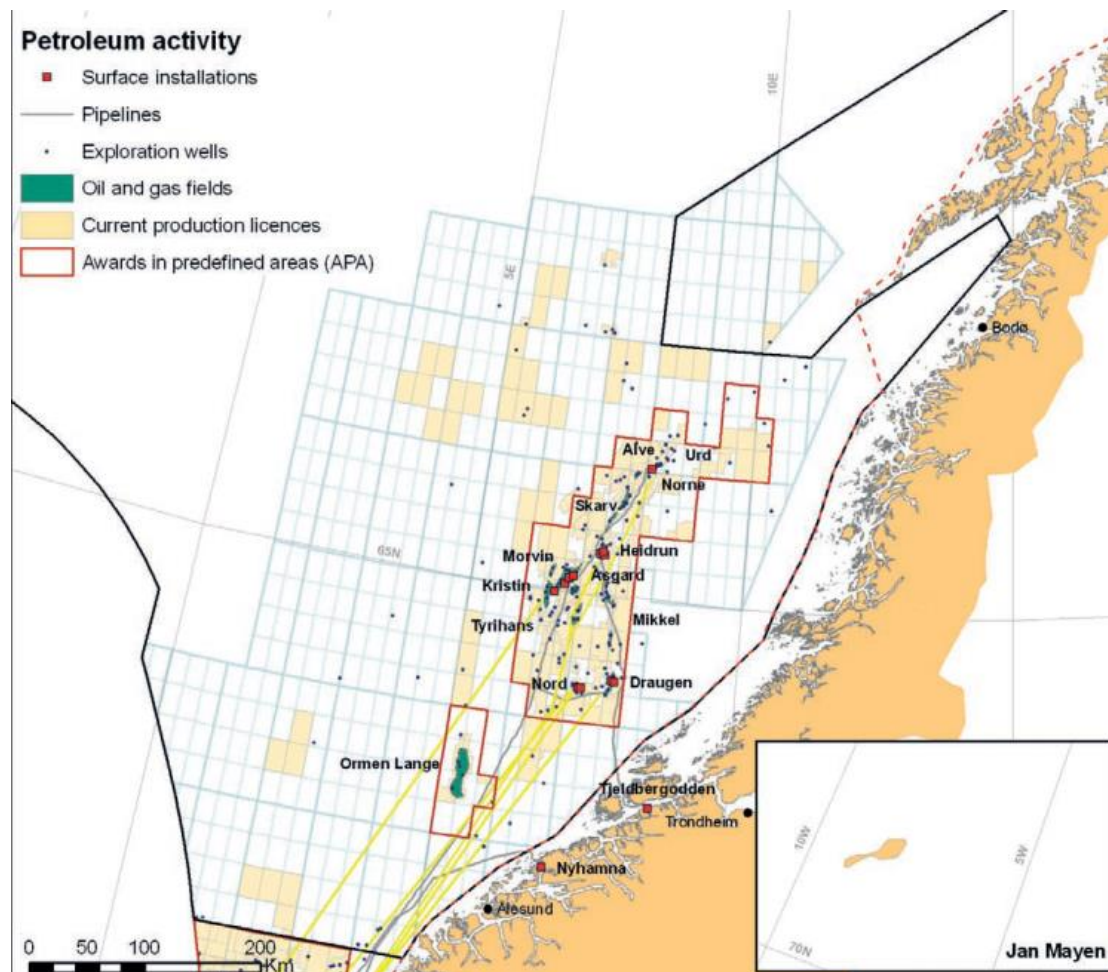 Petroleum activity
Surface installations
Pipelines
Exploration wells
Oil and gas fields
Current production licences
Awards in predefined areas (APA)
10E
5E
Bodø
Alve
Urd
Norne
Skarv
65N
Morvin
Heidrun
Kristin
Asgard
Tyrihans
Mikkel
Nord
Draugen
Ormen Lange
Tjeldbergodden
Trondheim
Nyhamna
Ålesund
10W
5W
70N
Jan Mayen
0 50 100 200
Km